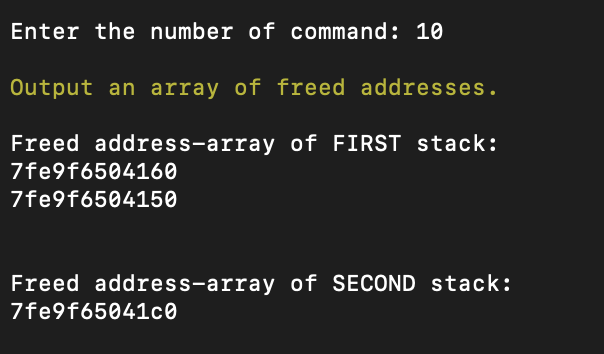 Enter the number of command: 10
Output an array of freed addresses.
Freed address-array of FIRST stack:
7fe9f6504160
7fe9f6504150
Freed address-array of SECOND stack:
7fe9f65041c0